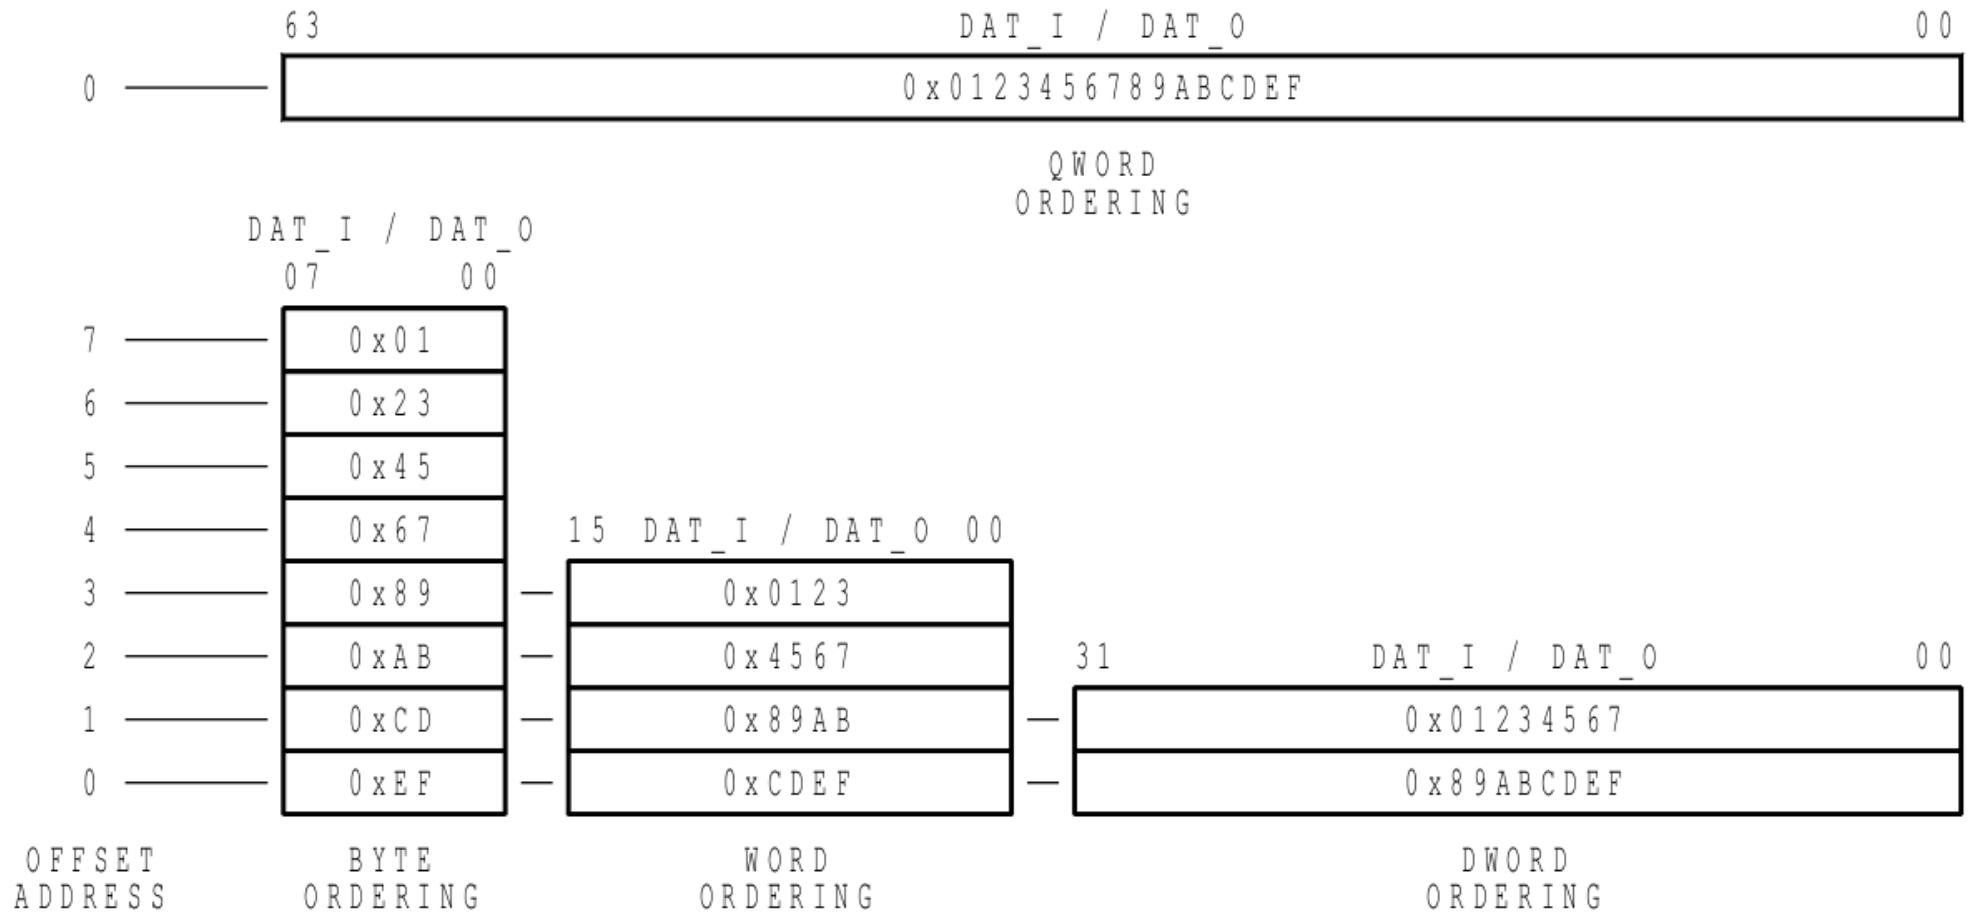 63 DAT_I / DAT_O 00
0 0x0123456789ABCDEF
QWORD
ORDERING
DAT_I / DAT_O
07 00
7 0x01
6 0x23
5 0x45
4 0x67 15 DAT_I / DAT_O 00
3 0x89 0x0123
2 0xAB 0x4567 31 DAT_I / DAT_O 00
1 0xCD 0x89AB 0x01234567
0 0xEF 0xCDEF 0x89ABCDEF
OFFSET BYTE WORD DWORD
ADDRESS ORDERING ORDERING ORDERING